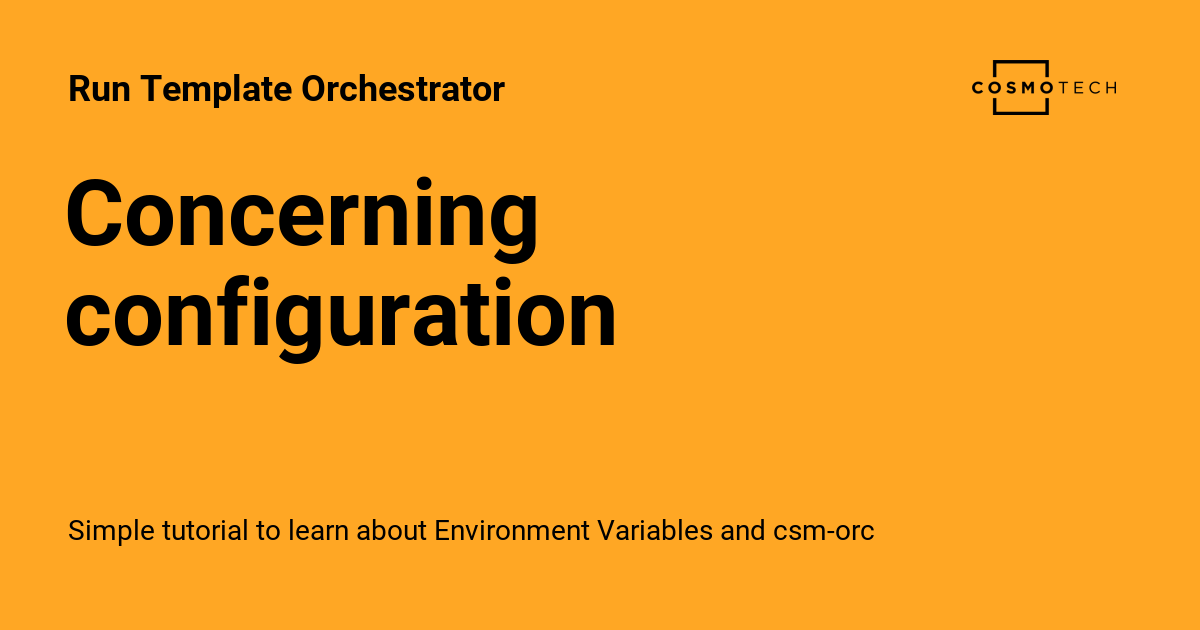 Run Template Orchestrator
COSMOTECH
Concerning
configuration
Simple tutorial to learn about Environment Variables and csm-orc